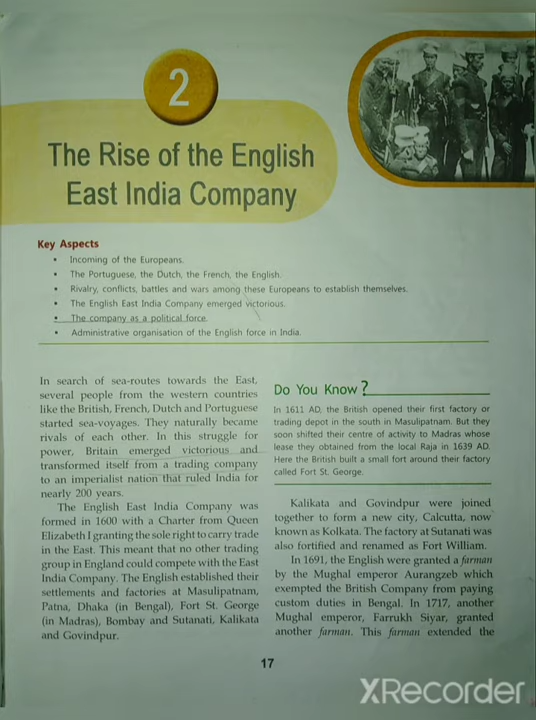 2
The Rise of the English
East India Company
Key Aspects
• Incoming of the Europeans.
• The Portuguese, the Dutch, the French, the English.
• Rivalry, conflicts, battles and wars among these Europeans to establish themselves.
• The English East India Company emerged victorious.
• The company as a political force.
• Administrative organisation of the English force in India.
In search of sea-routes towards the East,
several people from the western countries
like the British, French, Dutch and Portuguese
started sea-voyages. They naturally became
rivals of each other. In this struggle for
power, Britain emerged victorious and
transformed itself from a trading company
to an imperialist nation that ruled India for
nearly 200 years.
The English East India Company was
formed in 1600 with a Charter from Queen
Elizabeth I granting the sole right to carry trade
in the East. This meant that no other trading
group in England could compete with the East
India Company. The English established their
settlements and factories at Masulipatnam,
Patna, Dhaka (in Bengal), Fort St. George
(in Madras), Bombay and Sutanati, Kalikata
and Govindpur.
Do You Know ?
In 1611 AD, the British opened their first factory or
trading depot in the south in Masulipatnam. But they
soon shifted their centre of activity to Madras whose
lease they obtained from the local Raja in 1639 AD.
Here the British built a small fort around their factory
called Fort St. George.
Kalikata and Govindpur were joined
together to form a new city, Calcutta, now
known as Kolkata. The factory at Sutanati was
also fortified and renamed as Fort William.
In 1691, the English were granted a farman
by the Mughal emperor Aurangzeb which
exempted the British Company from paying
custom duties in Bengal. In 1717, another
Mughal emperor, Farrukh Siyar, granted
another farman. This farman extended the
17
XRecorder